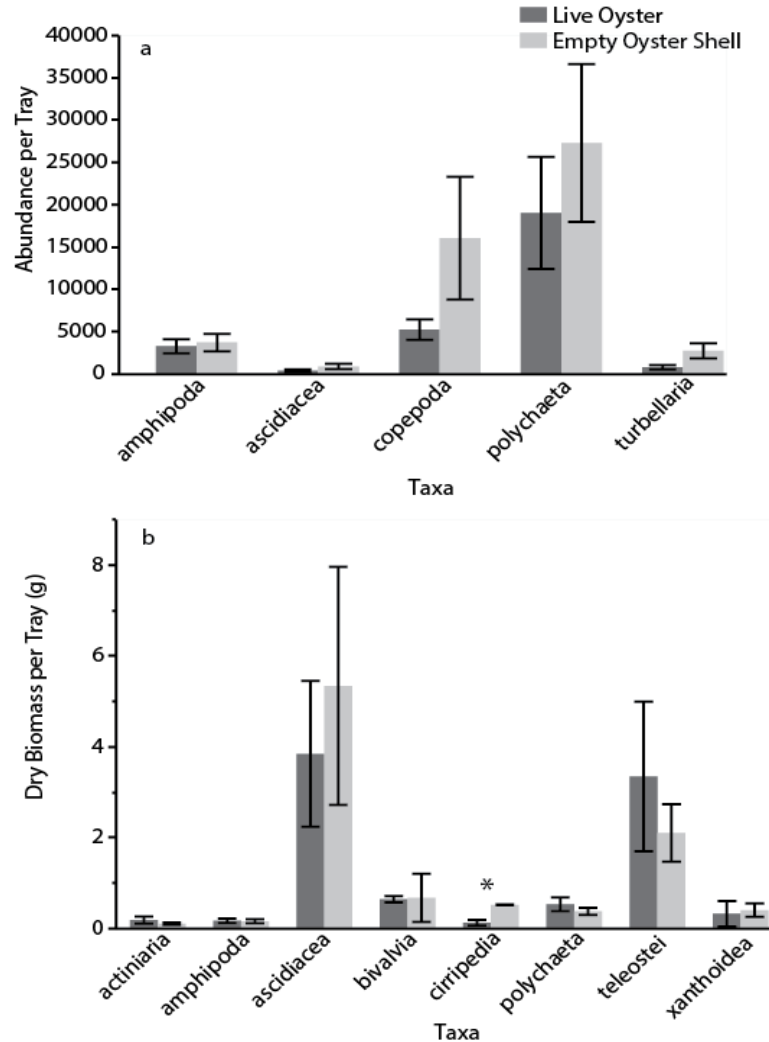 Live Oyster
Empty Oyster Shell
a
40000
35000
30000
25000
20000
15000
10000
5000
0
Abundance per Tray
amphipoda
ascidiacea
copepoda
polychaeta
turbellaria
Taxa
b
8
6
4
2
0
Dry Biomass per Tray (g)
*
actiniaria
amphipoda
ascidiacea
bivalvia
cirripedia
polychaeta
teleostei
xanthoidea
Taxa